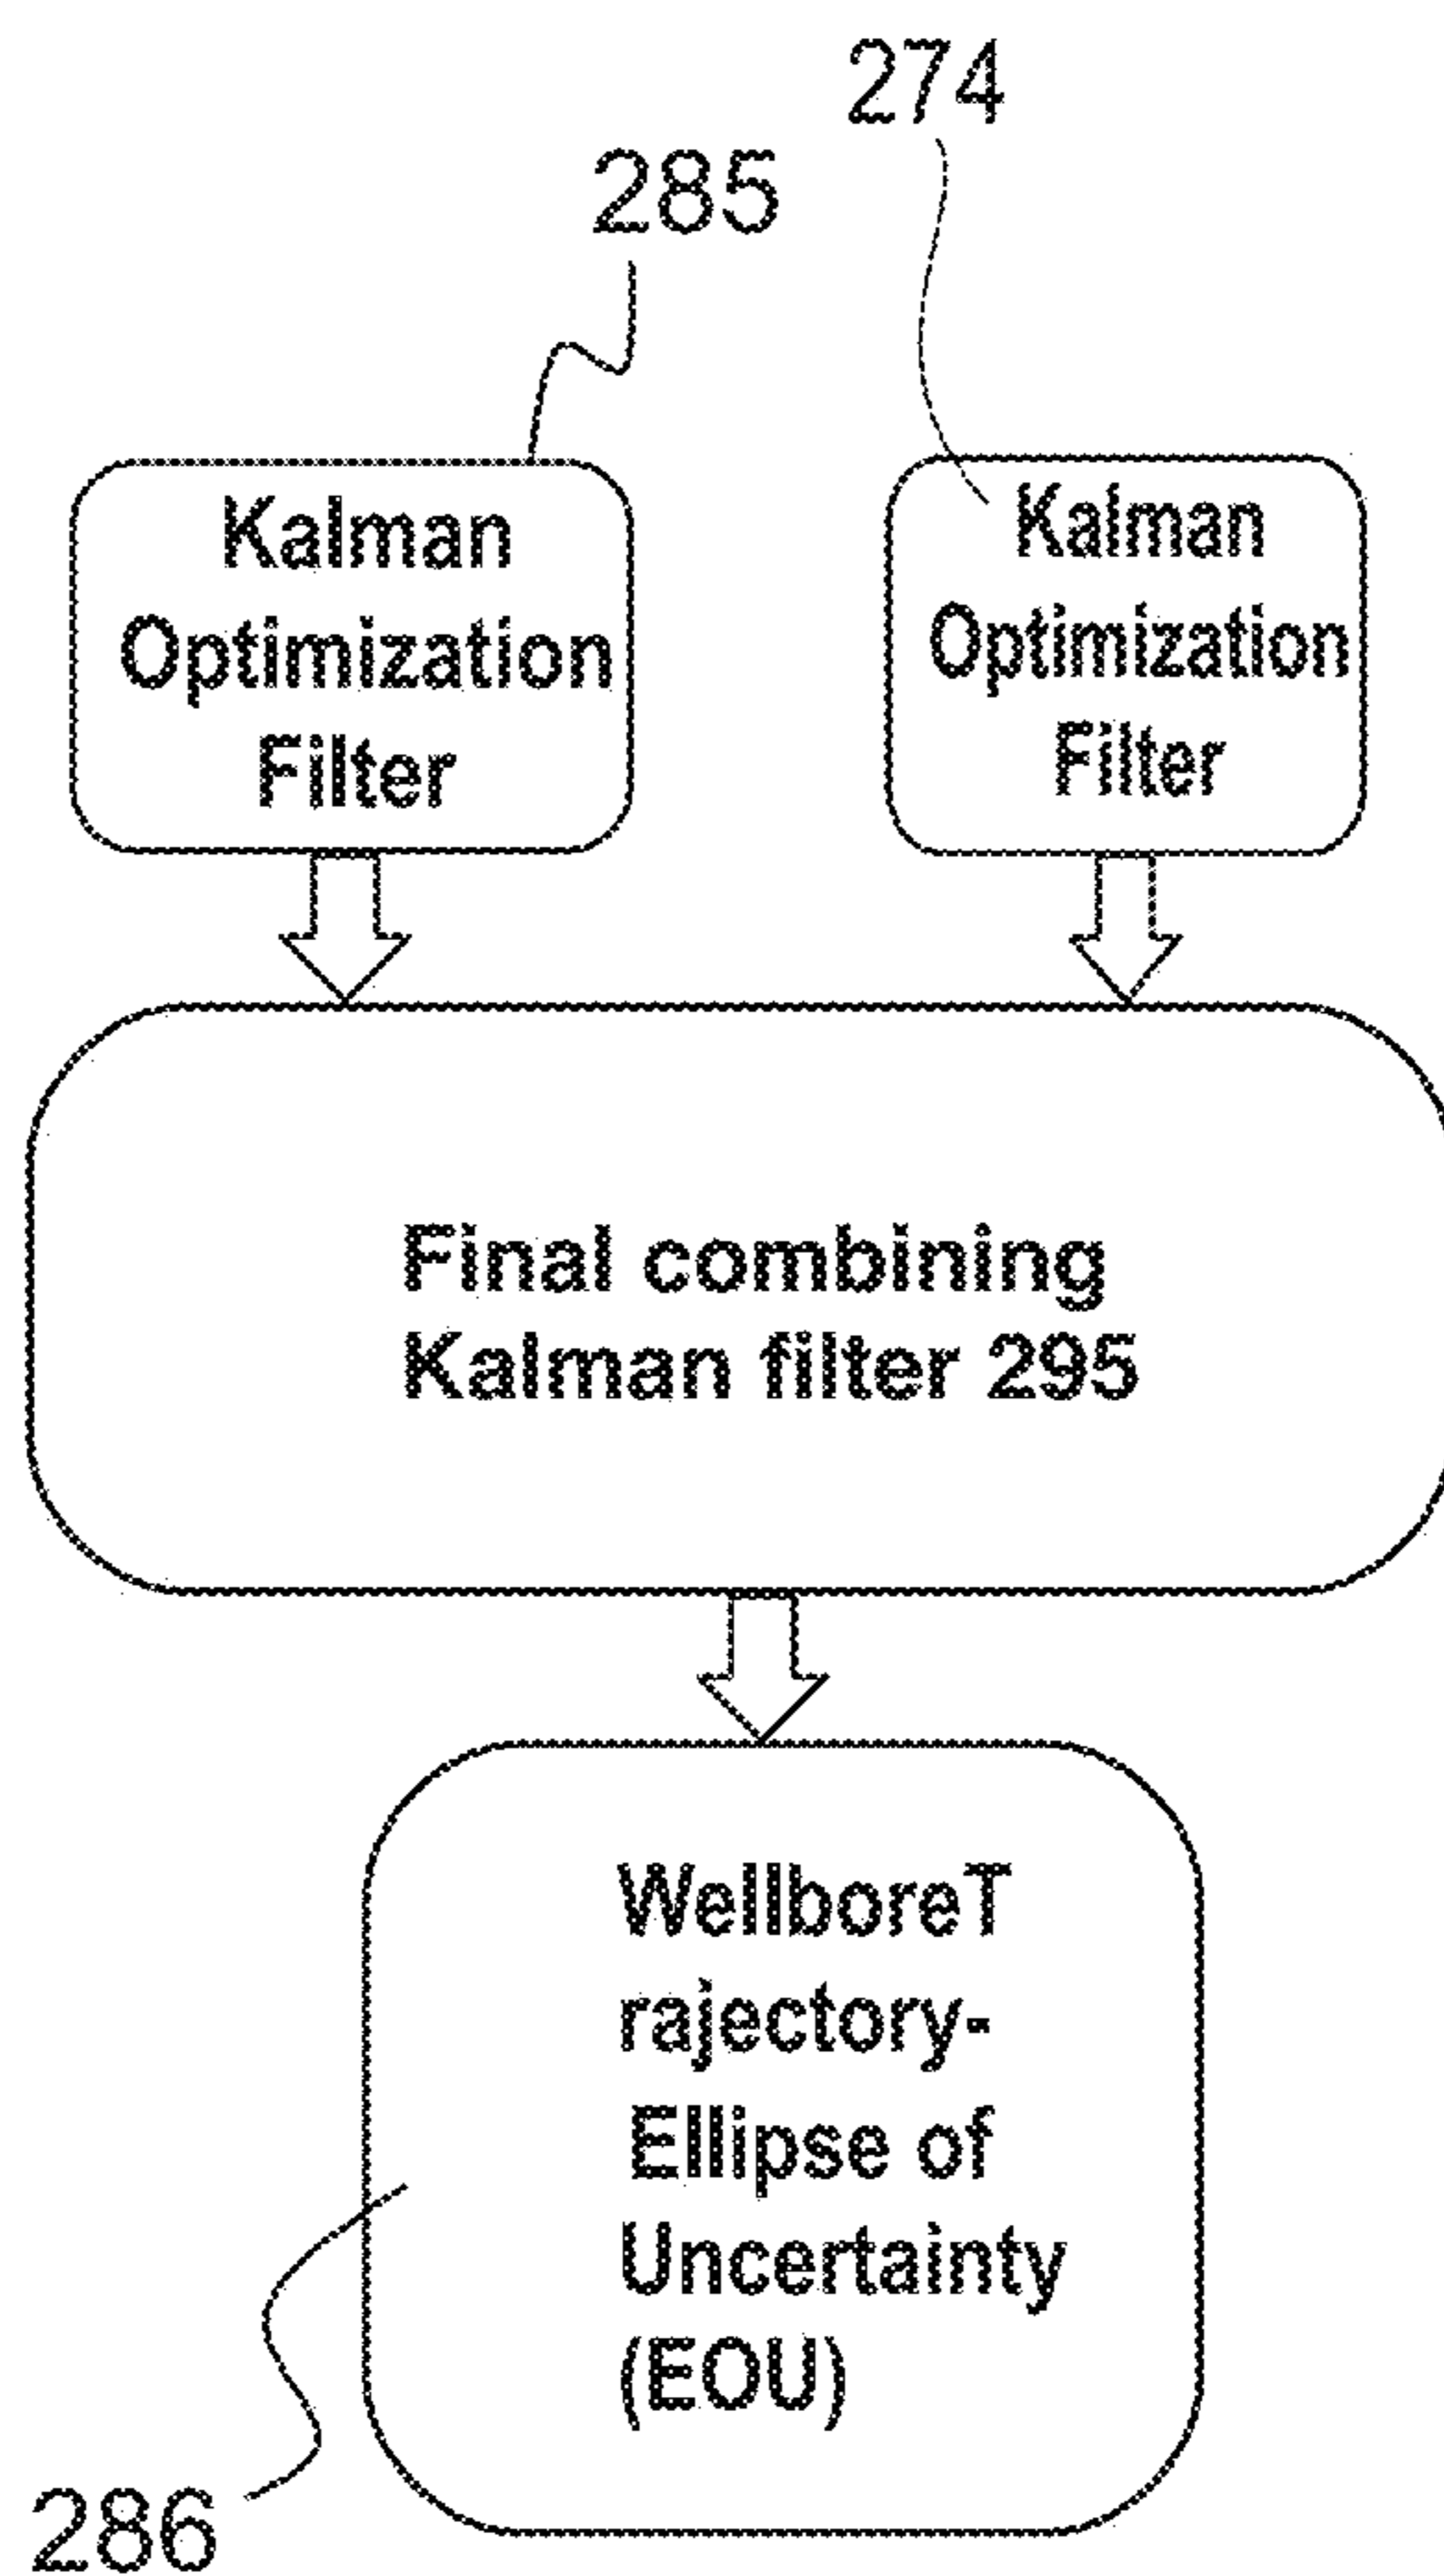 274
285
Kalman
Optimization
Filter
Kalman
Optimization
Filter
Final combining
Kalman filter 295
WellboreT
rajectory-
Ellipse of
Uncertainty
(EOU)
286